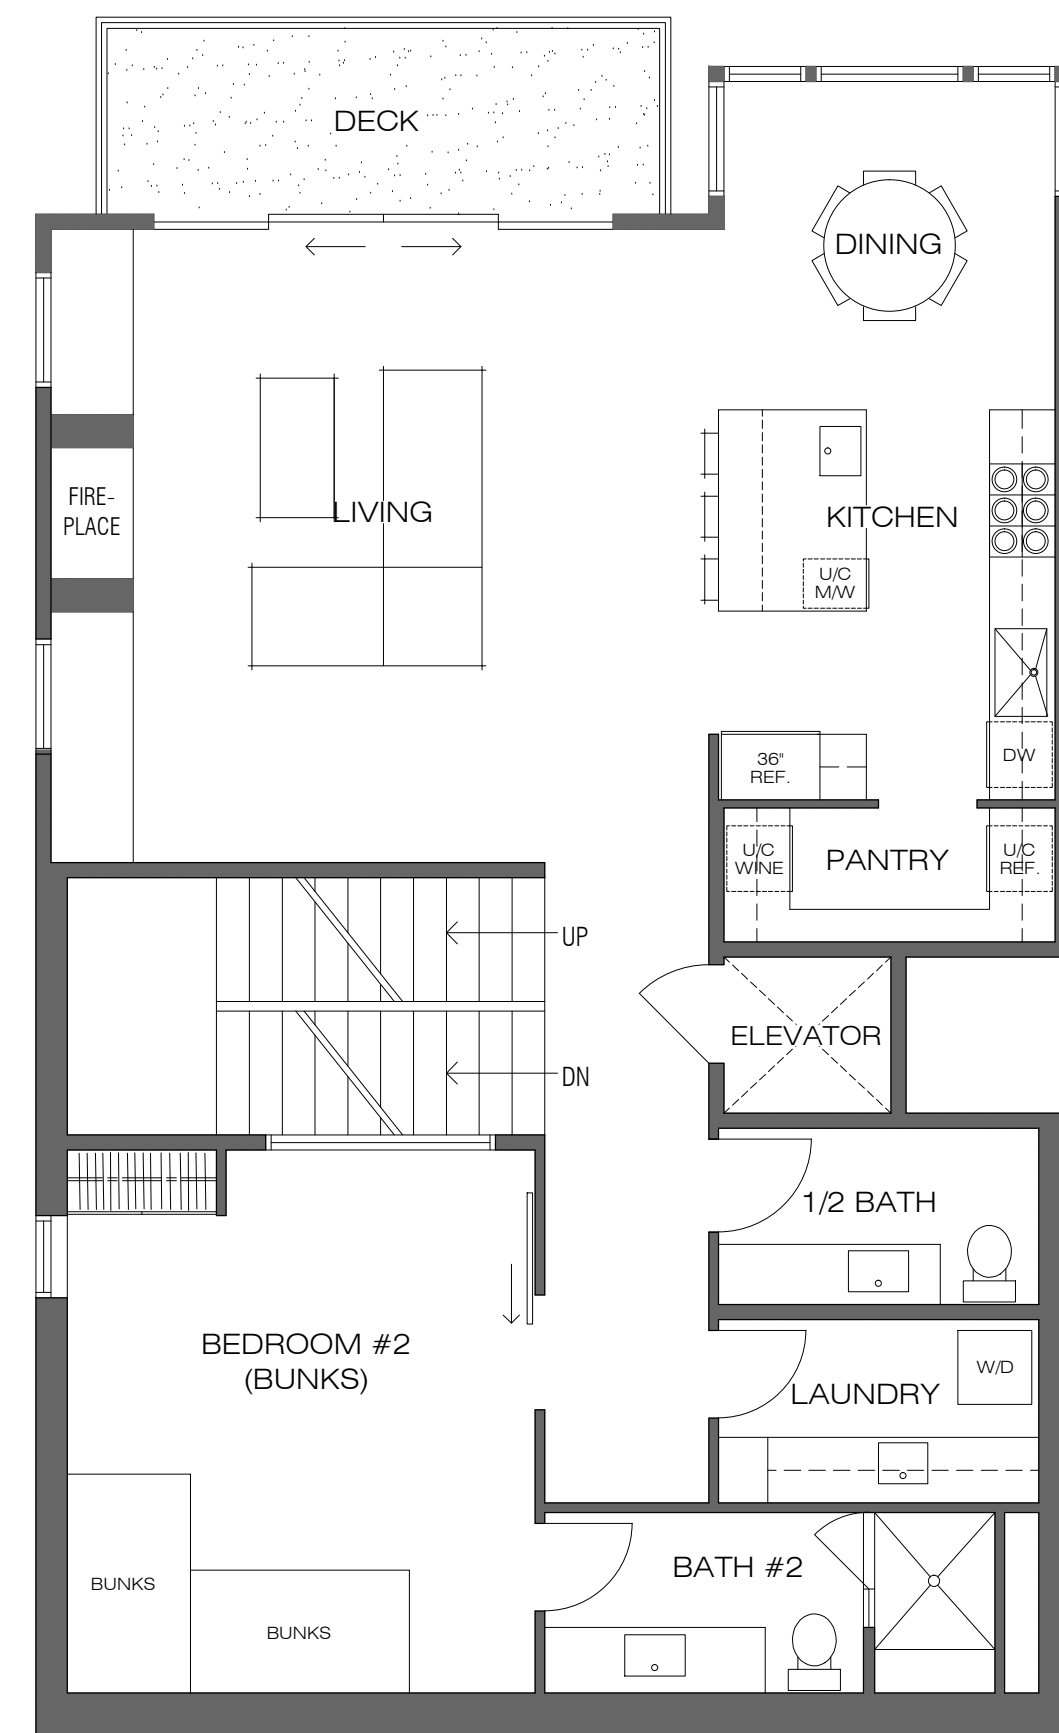 DECK
DINING
FIRE-
PLACE
LIVING
KITCHEN
U/C
M/W
36"
REF.
DW
U/C
WINE
PANTRY
U/C
REF.
UP
ELEVATOR
DN
1/2 BATH
BEDROOM #2
(BUNKS)
W/D
LAUNDRY
BATH #2
BUNKS
BUNKS